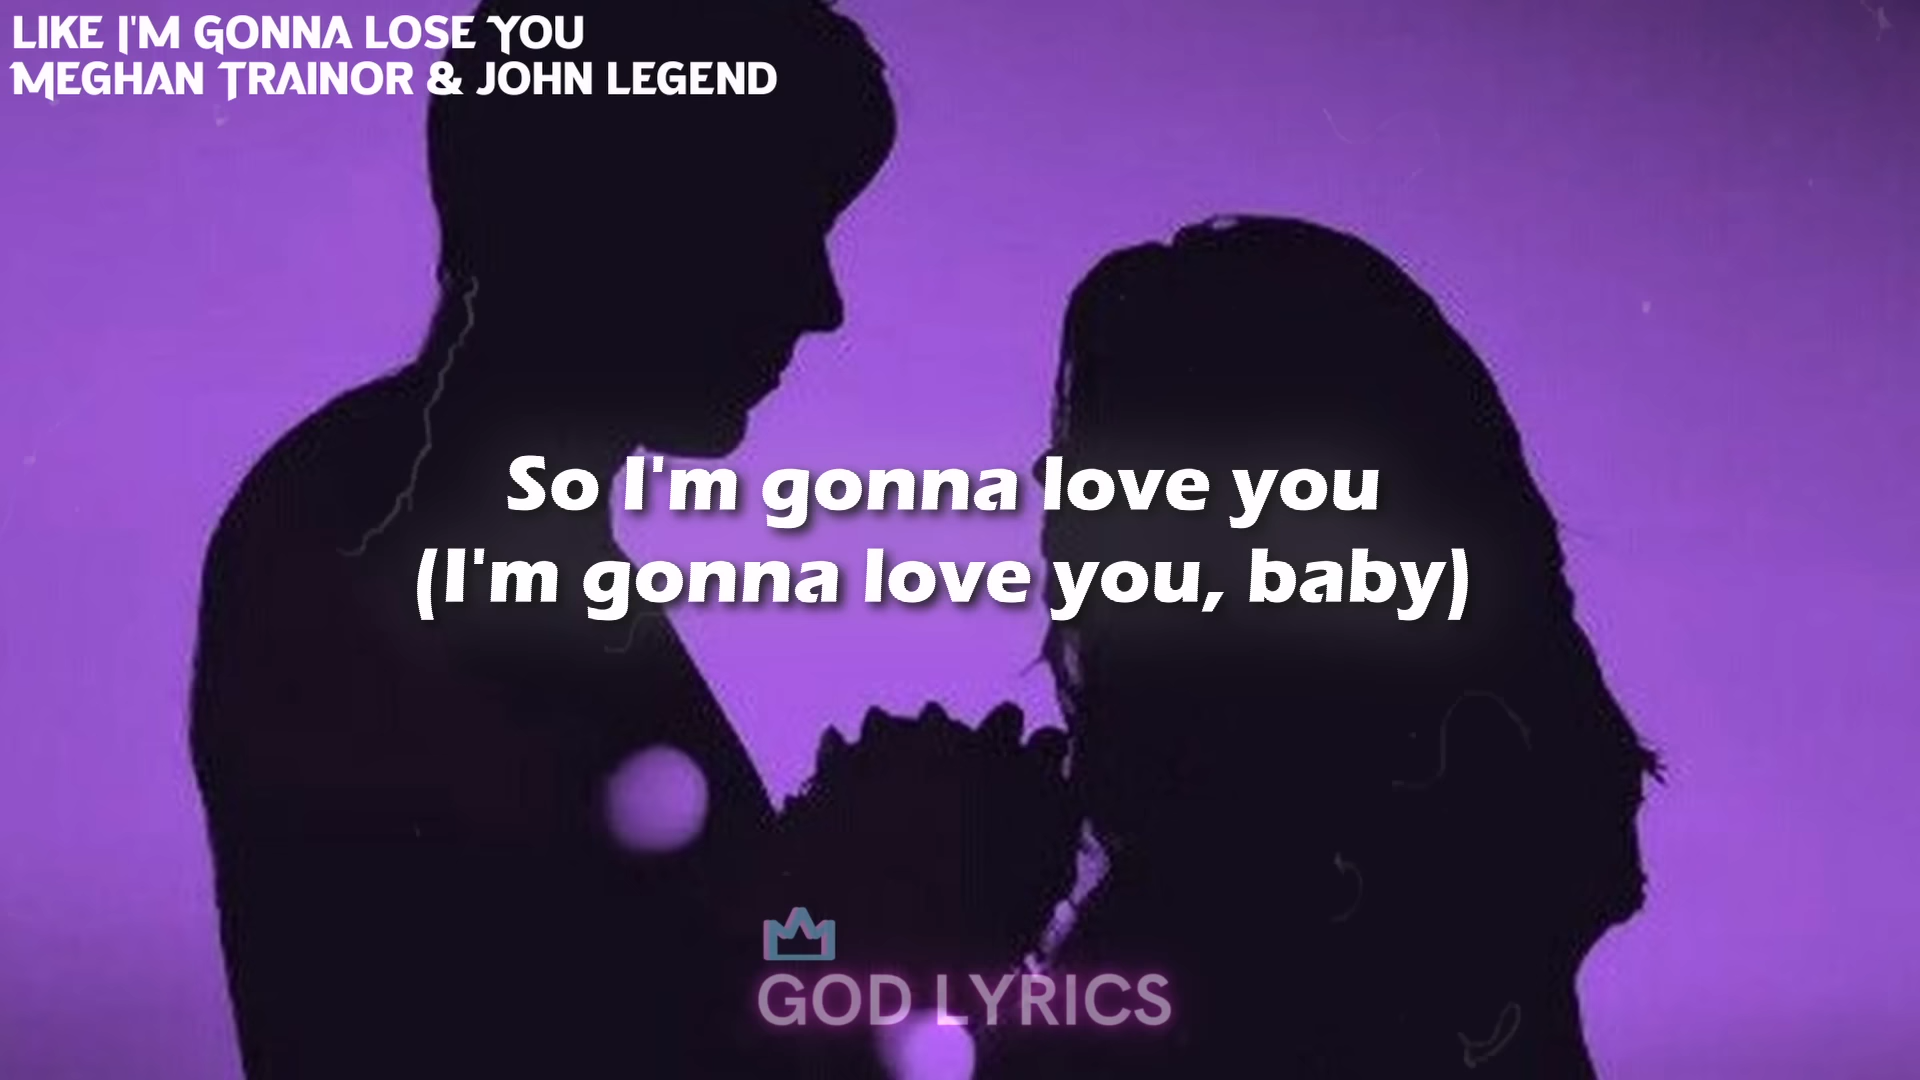 LIKE I'M GONNA LOSE YOU
MEGHAN TRAINOR & JOHN LEGEND
So I'm gonna love you
(I'm gonna love you, baby)
GOD LYRICS